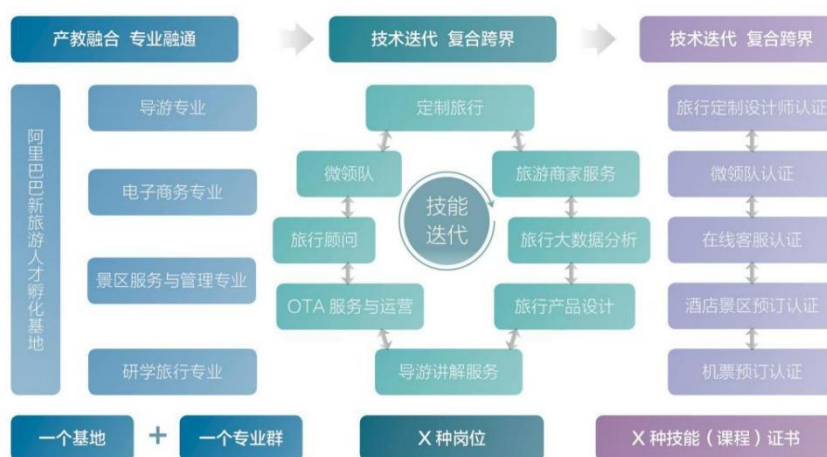 产教融合 专业融通
技术迭代 复合跨界
技术迭代 复合跨界
阿里巴巴新旅游人才孵化基地
导游专业
电子商务专业
景区服务与管理专业
研学旅行专业
定制旅行
微领队
旅游商家服务
技能
迭代
旅行顾问
旅行大数据分析
OTA 服务与运营
旅行产品设计
导游讲解服务
旅行定制设计师认证
微领队认证
在线客服认证
酒店景区预订认证
机票预订认证
一个基地
+
一个专业群
X 种岗位
X 种技能（课程）证书